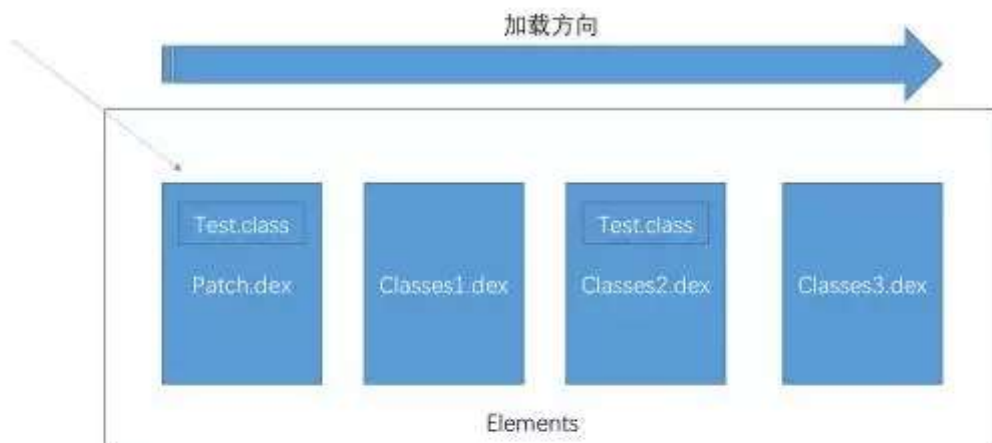 加载方向
Test.class
Test.class
Patch.dex
Classes1.dex
Classes2.dex
Classes3.dex
Elements